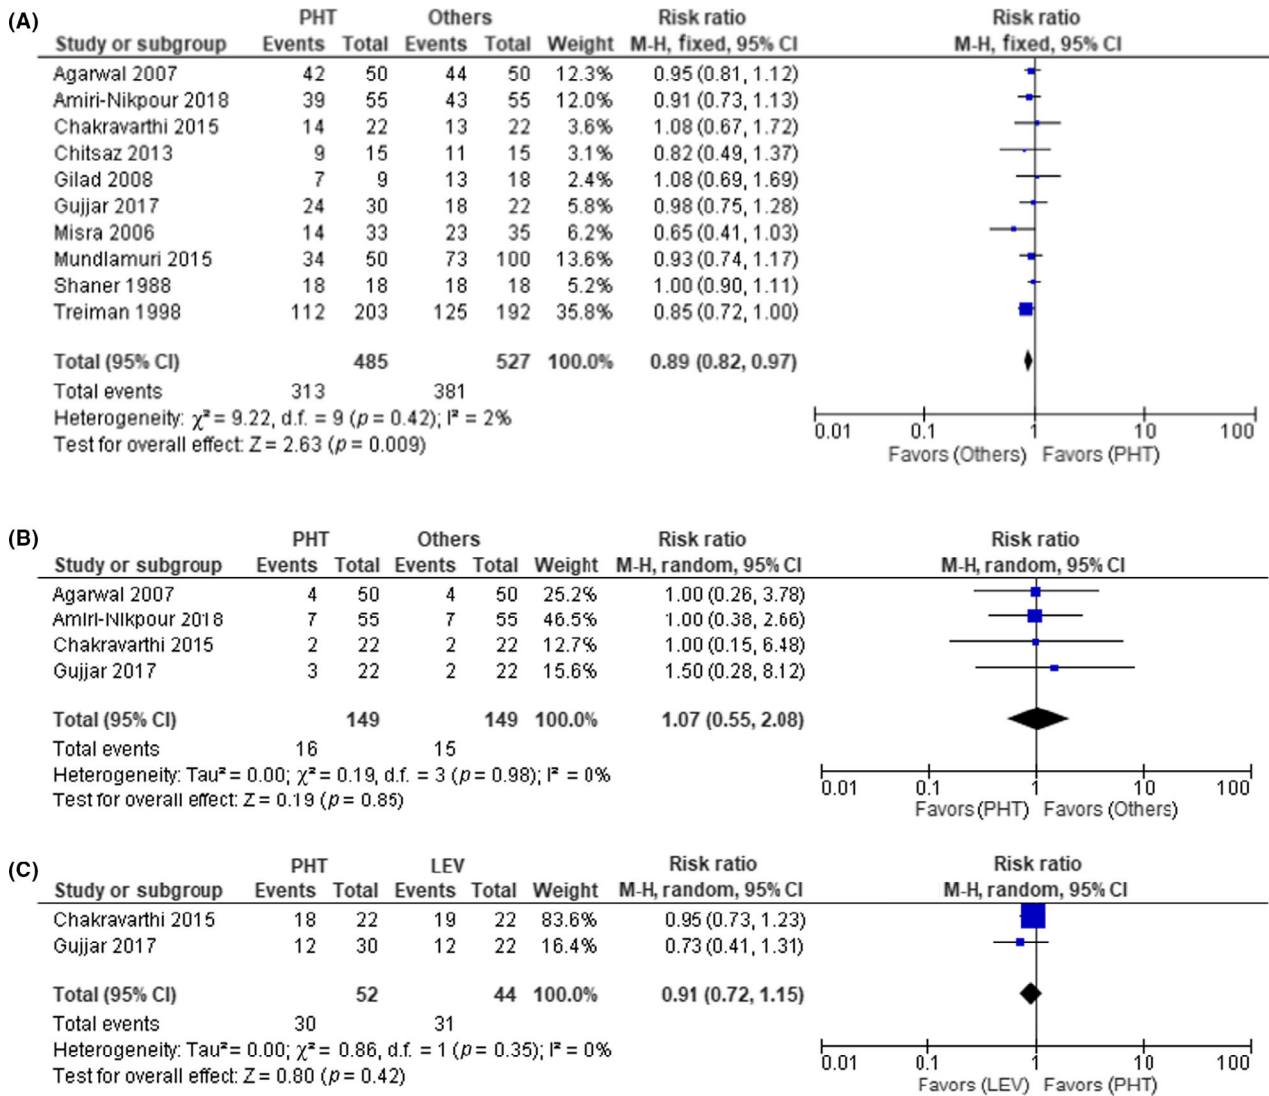 (A)
PHT Others Risk ratio Risk ratio
Study or subgroup Events Total Events Total Weight M-H, fixed, 95% CI M-H, fixed, 95% CI
Agarwal 2007 42 50 44 50 12.3% 0.95 (0.81, 1.12)
Amiri-Nikpour 2018 39 55 43 55 12.0% 0.91 (0.73, 1.13)
Chakravarthi 2015 14 22 13 22 3.6% 1.08 (0.67, 1.72)
Chitsaz 2013 9 15 11 15 3.1% 0.82 (0.49, 1.37)
Gilad 2008 7 9 13 18 2.4% 1.08 (0.69, 1.69)
Gujjar 2017 24 30 18 22 5.8% 0.98 (0.75, 1.28)
Misra 2006 14 33 23 35 6.2% 0.65 (0.41, 1.03)
Mundlamuri 2015 34 50 73 100 13.6% 0.93 (0.74, 1.17)
Shaner 1988 18 18 18 18 5.2% 1.00 (0.90, 1.11)
Treiman 1998 112 203 125 192 35.8% 0.85 (0.72, 1.00)
Total (95% CI) 485 527 100.0% 0.89 (0.82, 0.97)
Total events 313 381
Heterogeneity: χ² = 9.22, d.f. = 9 (p = 0.42); I² = 2%
Test for overall effect: Z = 2.63 (p = 0.009)
0.01 0.1 1 10 100
Favors (Others) Favors (PHT)
(B)
PHT Others Risk ratio Risk ratio
Study or subgroup Events Total Events Total Weight M-H, random, 95% CI M-H, random, 95% CI
Agarwal 2007 4 50 4 50 25.2% 1.00 (0.26, 3.78)
Amiri-Nikpour 2018 7 55 7 55 46.5% 1.00 (0.38, 2.66)
Chakravarthi 2015 2 22 2 22 12.7% 1.00 (0.15, 6.48)
Gujjar 2017 3 22 2 22 15.6% 1.50 (0.28, 8.12)
Total (95% CI) 149 149 100.0% 1.07 (0.55, 2.08)
Total events 16 15
Heterogeneity: Tau² = 0.00; χ² = 0.19, d.f. = 3 (p = 0.98); I² = 0%
Test for overall effect: Z = 0.19 (p = 0.85)
0.01 0.1 1 10 100
Favors (PHT) Favors (Others)
(C)
PHT LEV Risk ratio Risk ratio
Study or subgroup Events Total Events Total Weight M-H, random, 95% CI M-H, random, 95% CI
Chakravarthi 2015 18 22 19 22 83.6% 0.95 (0.73, 1.23)
Gujjar 2017 12 30 12 22 16.4% 0.73 (0.41, 1.31)
Total (95% CI) 52 44 100.0% 0.91 (0.72, 1.15)
Total events 30 31
Heterogeneity: Tau² = 0.00; χ² = 0.86, d.f. = 1 (p = 0.35); I² = 0%
Test for overall effect: Z = 0.80 (p = 0.42)
0.01 0.1 1 10 100
Favors (LEV) Favors (PHT)